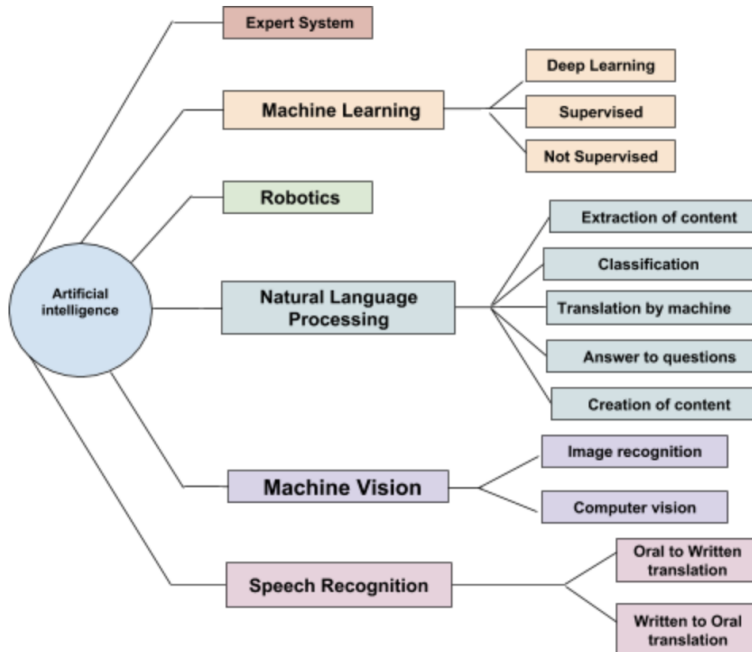 Expert System
Machine Learning
Deep Learning
Supervised
Not Supervised
Robotics
Artificial
intelligence
Natural Language
Processing
Extraction of content
Classification
Translation by machine
Answer to questions
Creation of content
Machine Vision
Image recognition
Computer vision
Speech Recognition
Oral to Written
translation
Written to Oral
translation